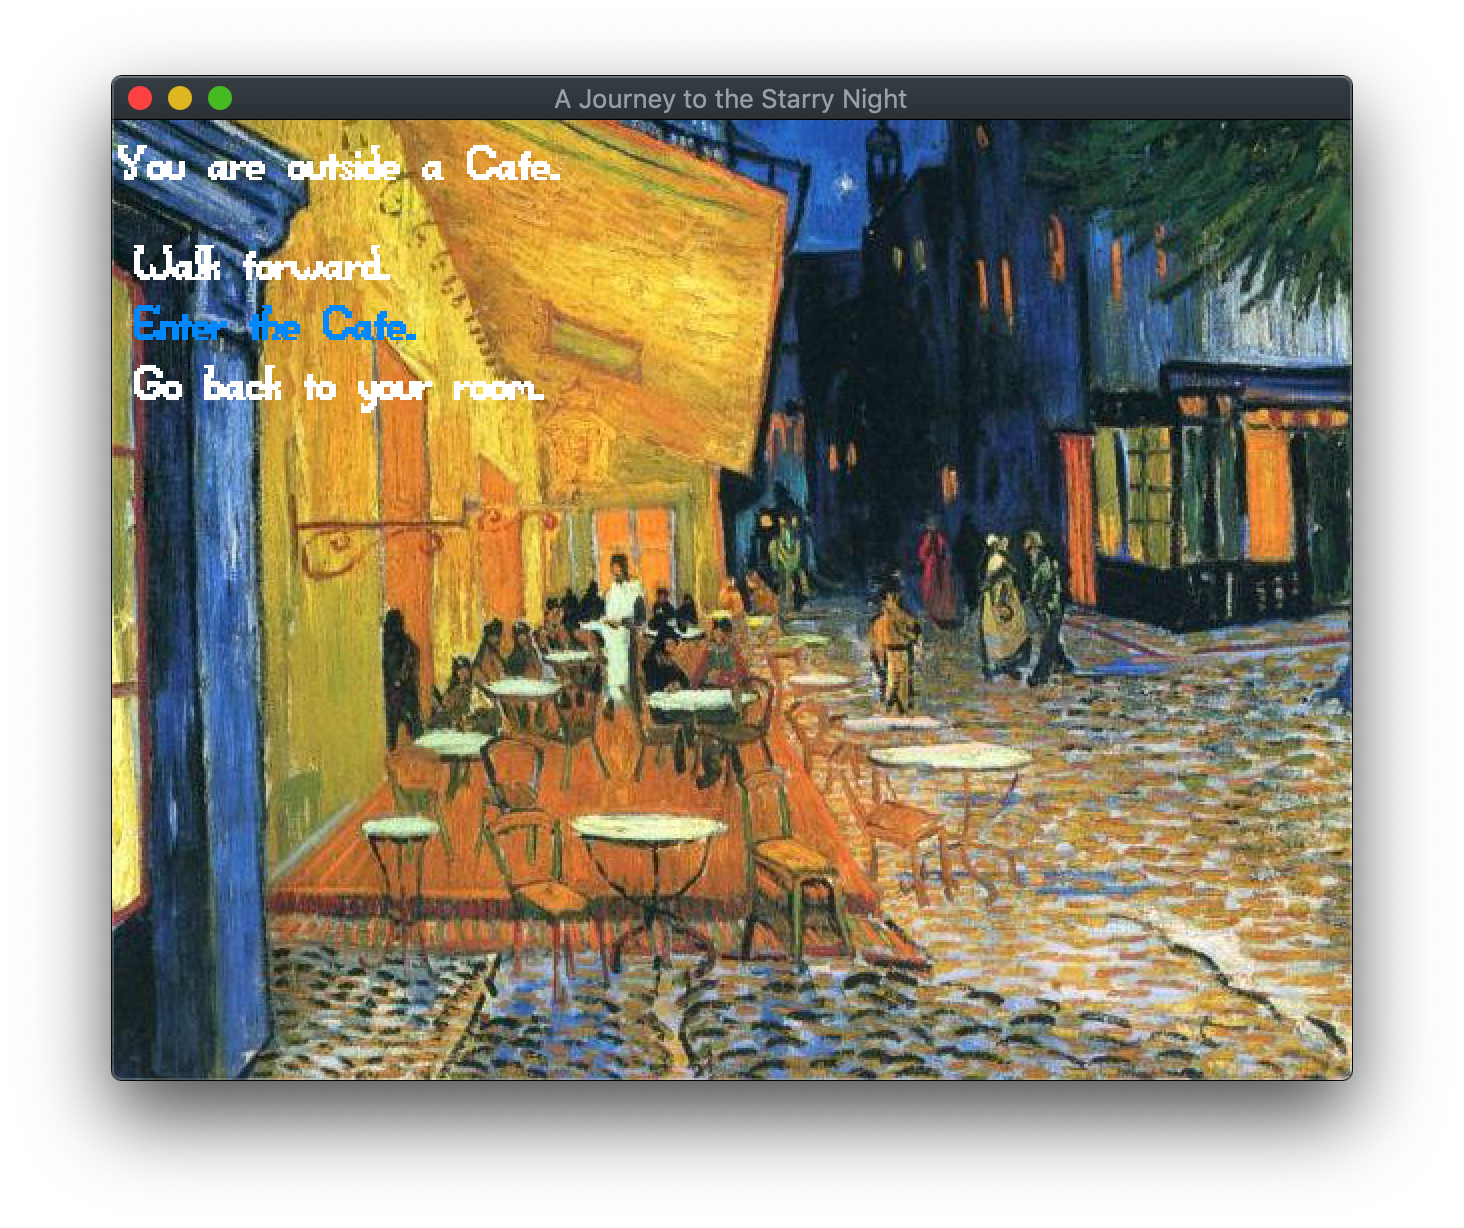 A Journey to the Starry Night
You are outside a Cafe.
Walk forward.
Enter the Cafe.
Go back to your room.